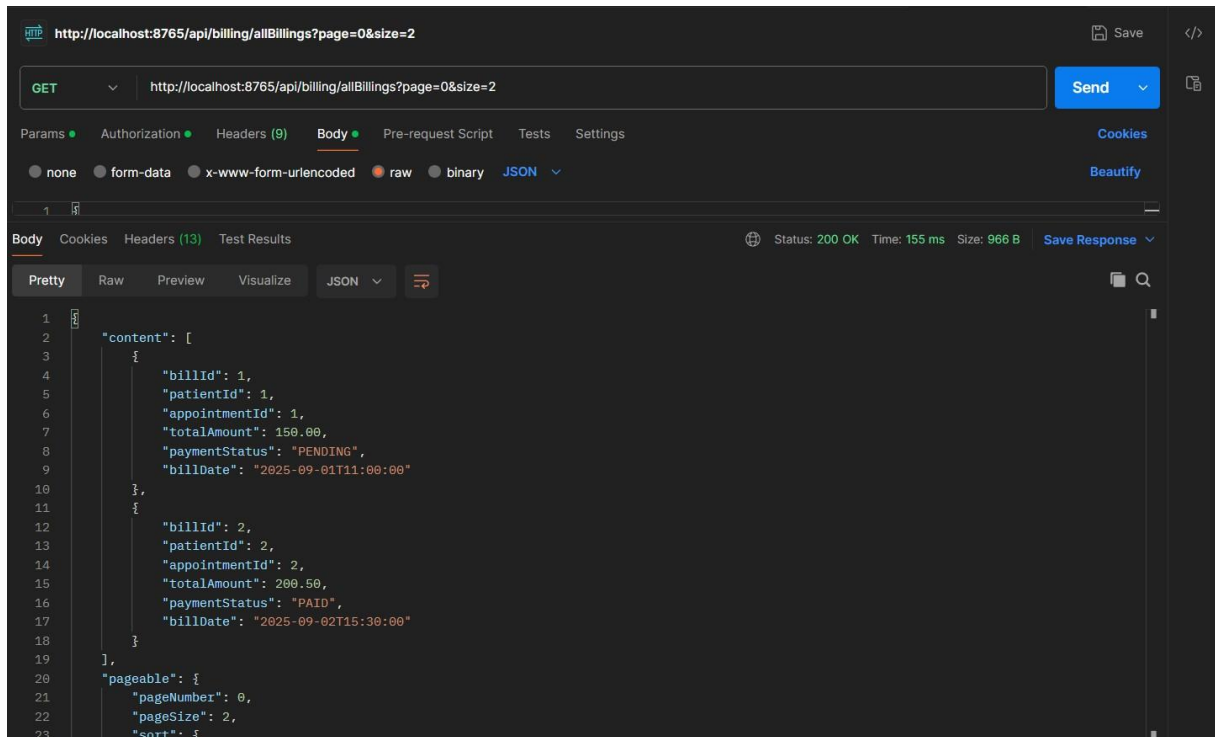 HTTP http://localhost:8765/api/billing/allBillings?page=0&size=2 Save </>
GET http://localhost:8765/api/billing/allBillings?page=0&size=2 Send
Params Authorization Headers (9) Body Pre-request Script Tests Settings Cookies
none form-data x-www-form-urlencoded raw binary JSON Beautify
1 {
Body Cookies Headers (13) Test Results Status: 200 OK Time: 155 ms Size: 966 B Save Response
Pretty Raw Preview Visualize JSON
1 {
2 "content": [
3 {
4 "billId": 1,
5 "patientId": 1,
6 "appointmentId": 1,
7 "totalAmount": 150.00,
8 "paymentStatus": "PENDING",
9 "billDate": "2025-09-01T11:00:00"
10 },
11 {
12 "billId": 2,
13 "patientId": 2,
14 "appointmentId": 2,
15 "totalAmount": 200.50,
16 "paymentStatus": "PAID",
17 "billDate": "2025-09-02T15:30:00"
18 }
19 ],
20 "pageable": {
21 "pageNumber": 0,
22 "pageSize": 2,
23 "sort": {